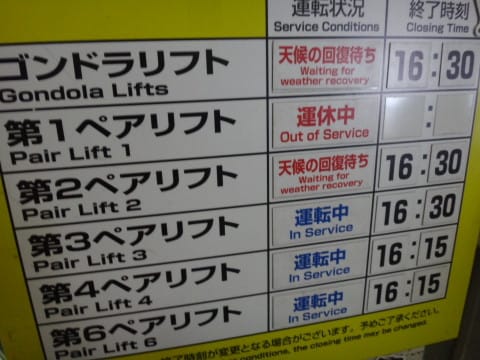 運転状況 終了時刻
Service Conditions Closing Time
ゴンドラリフト 天候の回復待ち 16:30
Gondola Lifts Waiting for weather recovery
第1ペアリフト 運休中 :
Pair Lift 1 Out of Service
第2ペアリフト 天候の回復待ち 16:30
Pair Lift 2 Waiting for weather recovery
第3ペアリフト 運転中 16:30
Pair Lift 3 In Service
第4ペアリフト 運転中 16:15
Pair Lift 4 In Service
第6ペアリフト 運転中 16:15
Pair Lift 6 In Service
終了時刻が変更となる場合がございます。予めご了承ください。
conditions, the closing time may be changed.